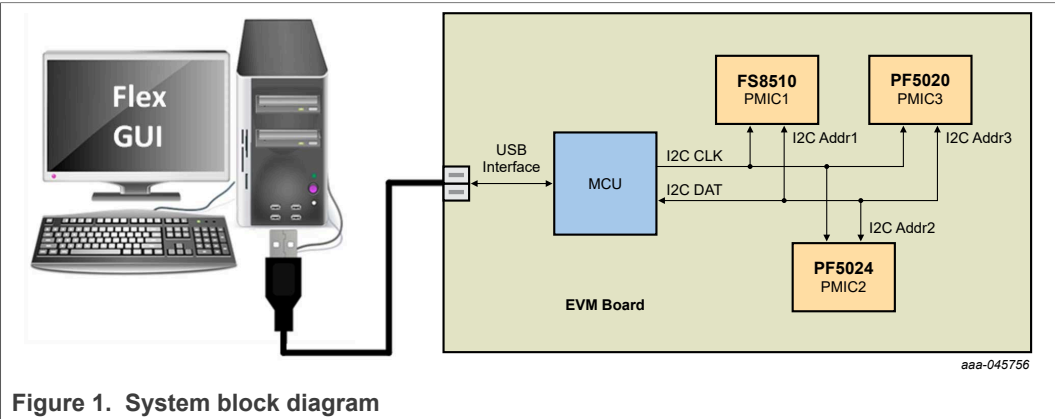 Flex
GUI
USB
Interface
MCU
I2C CLK
I2C DAT
FS8510
PMIC1
PF5020
PMIC3
I2C Addr1
I2C Addr3
I2C Addr2
PF5024
PMIC2
EVM Board
aaa-045756
Figure 1. System block diagram